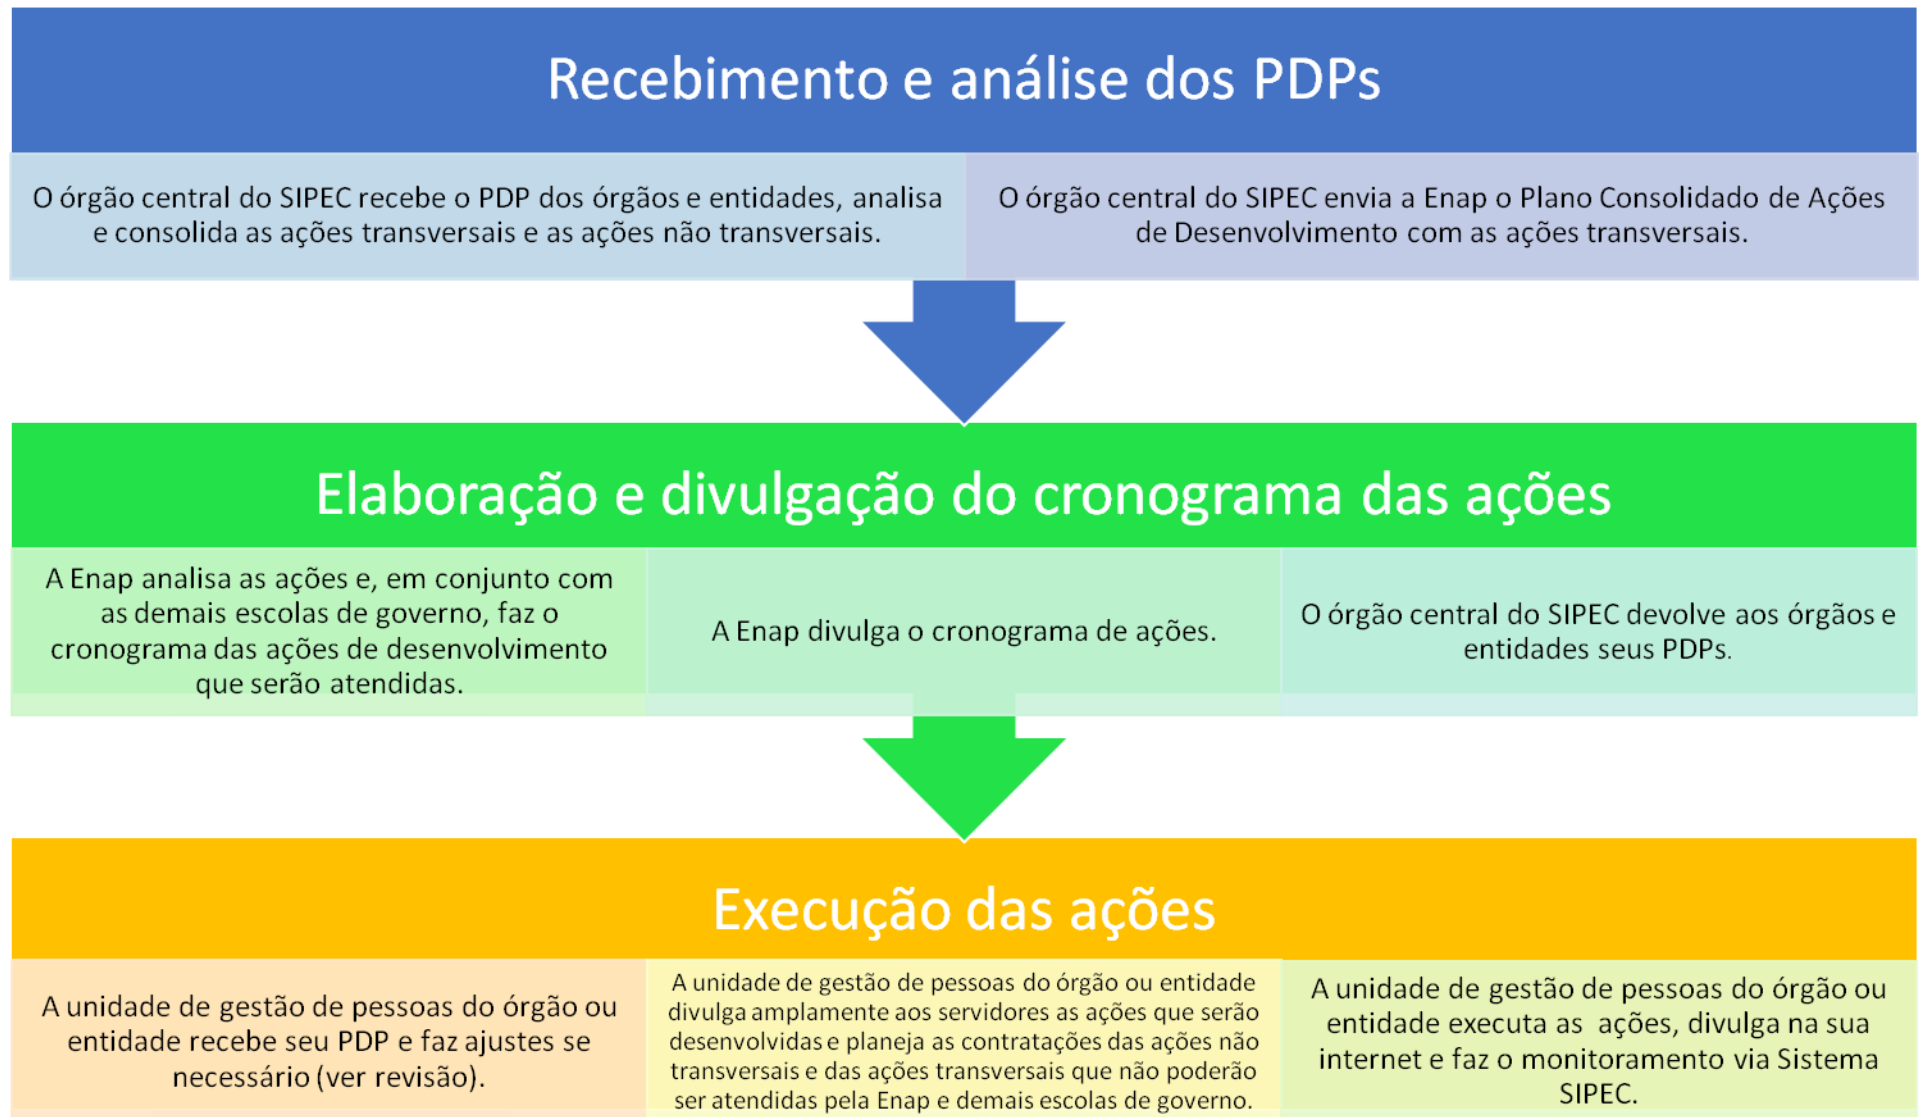 Recebimento e análise dos PDPs
O órgão central do SIPEC recebe o PDP dos órgãos e entidades, analisa
e consolida as ações transversais e as ações não transversais.
O órgão central do SIPEC envia a Enap o Plano Consolidado de Ações
de Desenvolvimento com as ações transversais.
Elaboração e divulgação do cronograma das ações
A Enap analisa as ações e, em conjunto com
as demais escolas de governo, faz o
cronograma das ações de desenvolvimento
que serão atendidas.
A Enap divulga o cronograma de ações.
O órgão central do SIPEC devolve aos órgãos e
entidades seus PDPs.
Execução das ações
A unidade de gestão de pessoas do órgão ou
entidade recebe seu PDP e faz ajustes se
necessário (ver revisão).
A unidade de gestão de pessoas do órgão ou entidade
divulga amplamente aos servidores as ações que serão
desenvolvidas e planeja as contratações das ações não
transversais e das ações transversais que não poderão
ser atendidas pela Enap e demais escolas de governo.
A unidade de gestão de pessoas do órgão ou
entidade executa as ações, divulga na sua
internet e faz o monitoramento via Sistema
SIPEC.